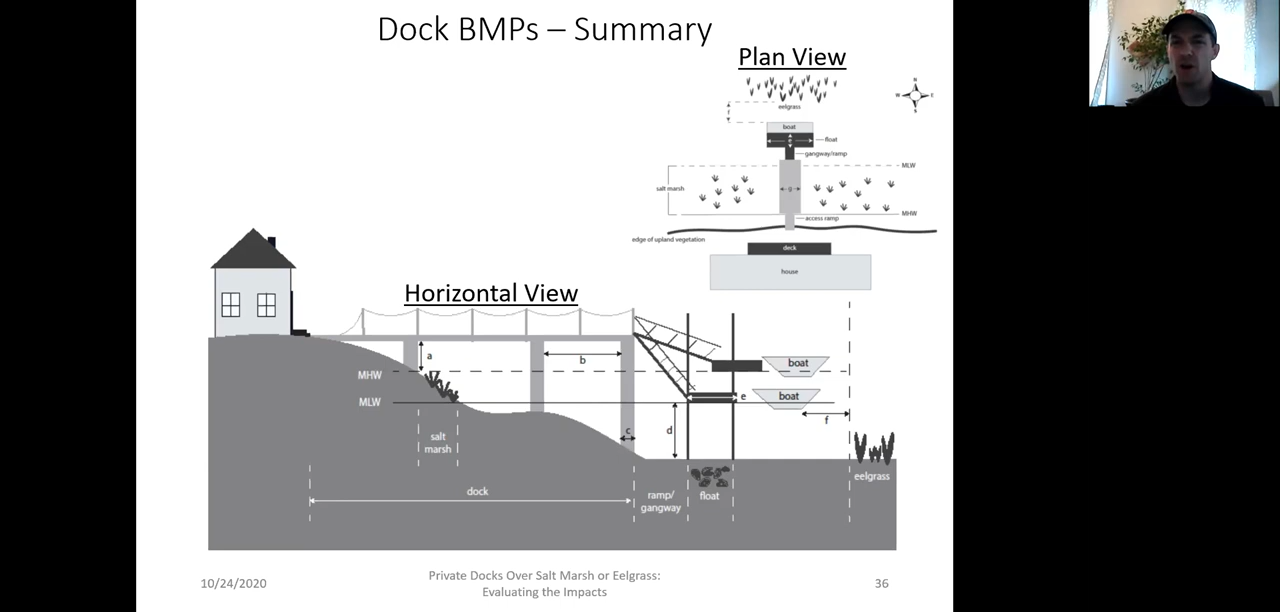 Dock BMPs – Summary
Plan View
eelgrass
N
W
E
S
f
boat
float
e
gangway/ramp
MLW
salt marsh
g
MHW
access ramp
edge of upland vegetation
deck
house
Horizontal View
a
b
boat
MHW
MLW
e
boat
f
c
d
salt
marsh
eelgrass
dock
ramp/
gangway
float
10/24/2020
Private Docks Over Salt Marsh or Eelgrass:
Evaluating the Impacts
36